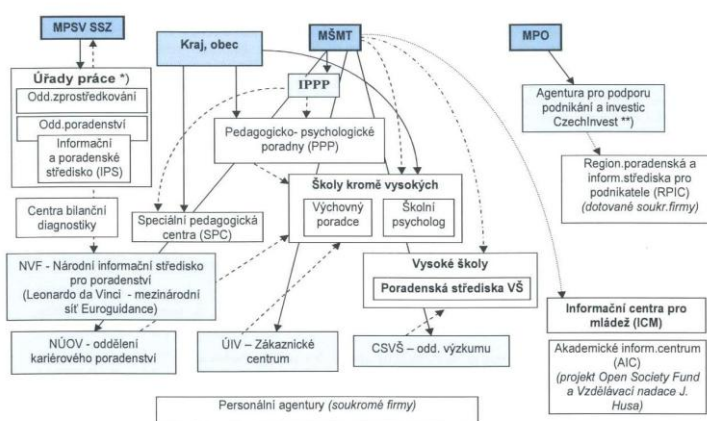 MPSV SSZ
Kraj, obec
MŠMT
MPO
Úřady práce *)
Odd.zprostředkování
Odd.poradenství
Informační
a poradenské
středisko (IPS)
IPPP
Agentura pro podporu
podnikání a investic
CzechInvest **)
Pedagogicko- psychologické
poradny (PPP)
Region.poradenská a
inform.střediska pro
podnikatele (RPIC)
(dotované soukr.firmy)
Školy kromě vysokých
Výchovný
poradce
Školní
psycholog
Centra bilanční
diagnostiky
Speciální pedagogická
centra (SPC)
NVF - Národní informační středisko
pro poradenství
(Leonardo da Vinci - mezinárodní
síť Euroguidance)
Vysoké školy
Poradenská střediska VŠ
Informační centra pro
mládež (ICM)
NÚOV - oddělení
kariérového poradenství
ÚIV – Zákaznické
centrum
CSVŠ – odd. výzkumu
Akademické inform.centrum
(AIC)
(projekt Open Society Fund
a Vzdělávací nadace J.
Husa)
Personální agentury (soukromé firmy)